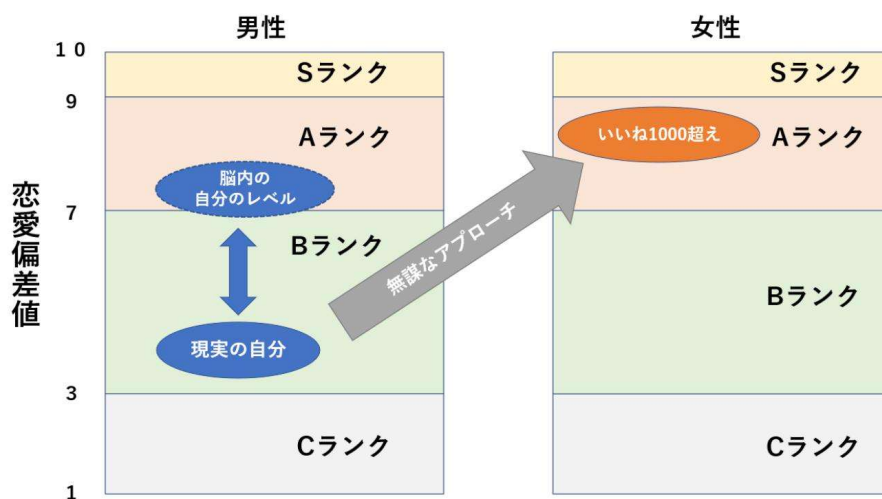 男性
女性
10
Sランク
Sランク
9
Aランク
いいね1000超え
Aランク
脳内の
自分のレベル
恋愛偏差値
7
Bランク
無謀なアプローチ
Bランク
現実の自分
3
Cランク
Cランク
1